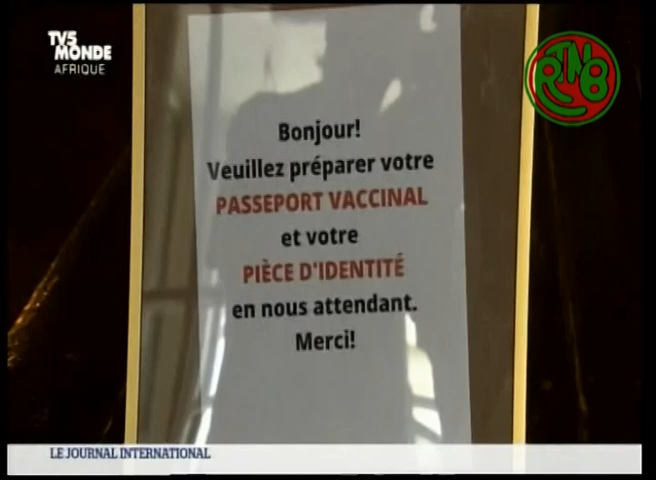 TV5
MONDE
AFRIQUE
RTNB
Bonjour!
Veuillez préparer votre
PASSEPORT VACCINAL
et votre
PIÈCE D'IDENTITÉ
en nous attendant.
Merci!
LE JOURNAL INTERNATIONAL